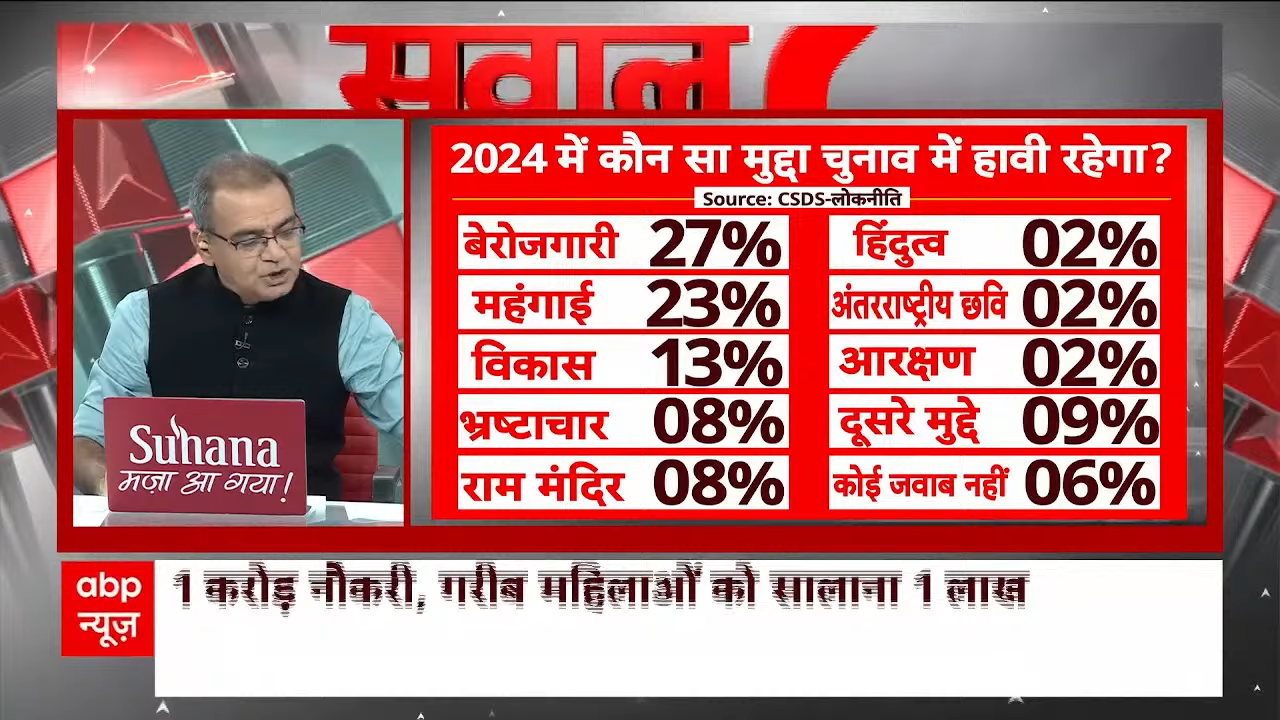 सवाल
2024 में कौन सा मुद्दा चुनाव में हावी रहेगा?
Source: CSDS-लोकनीति
बेरोजगारी 27%
महंगाई 23%
विकास 13%
भ्रष्टाचार 08%
राम मंदिर 08%
हिंदुत्व 02%
अंतरराष्ट्रीय छवि 02%
आरक्षण 02%
दूसरे मुद्दे 09%
कोई जवाब नहीं 06%
Suhana
मज़ा आ गया!
abp
न्यूज़
1 करोड़ नौकरी, गरीब महिलाओं को सालाना 1 लाख